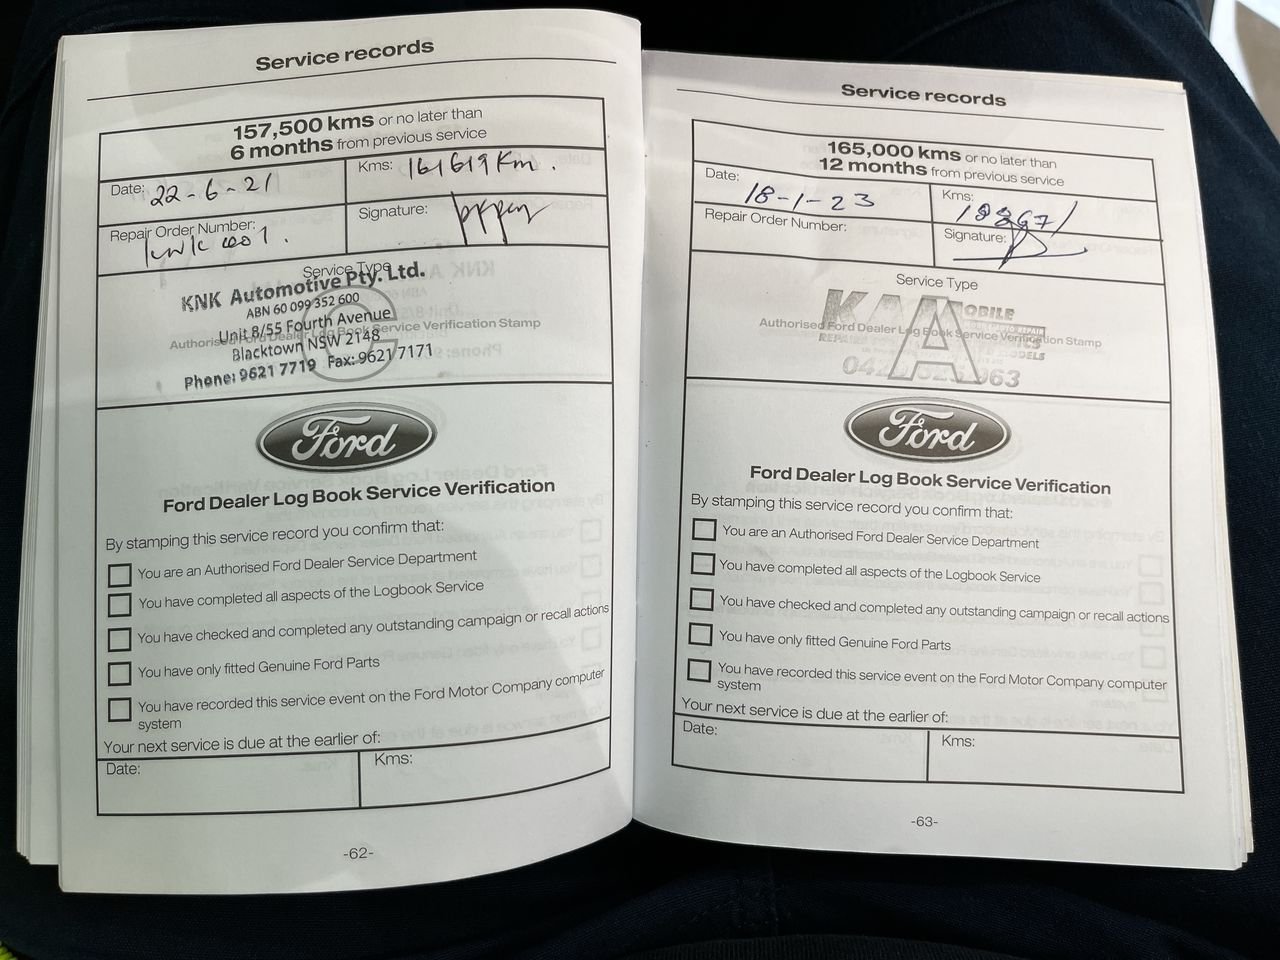 Service records
157,500 kms or no later than
6 months from previous service
Date: 22-6-21
Kms: 161619 Km.
Repair Order Number:
Signature:
Service Type
KNK Automotive Pty. Ltd.
ABN 60 099 352 600
Unit 8/55 Fourth Avenue
Authorised Ford Dealer Log Book Service Verification Stamp
Blacktown NSW 2148
Phone: 9621 7719 Fax: 9621 7171
C
Ford
Ford Dealer Log Book Service Verification
By stamping this service record you confirm that:
You are an Authorised Ford Dealer Service Department
You have completed all aspects of the Logbook Service
You have checked and completed any outstanding campaign or recall actions
You have only fitted Genuine Ford Parts
You have recorded this service event on the Ford Motor Company computer
system
Your next service is due at the earlier of:
Date:
Kms:
-62-
Service records
165,000 kms or no later than
12 months from previous service
Date: 18-1-23
Kms:
Repair Order Number:
Signature:
Service Type
Authorised Ford Dealer Log Book Service Verification Stamp
A
Ford
Ford Dealer Log Book Service Verification
By stamping this service record you confirm that:
You are an Authorised Ford Dealer Service Department
You have completed all aspects of the Logbook Service
You have checked and completed any outstanding campaign or recall actions
You have only fitted Genuine Ford Parts
You have recorded this service event on the Ford Motor Company computer
system
Your next service is due at the earlier of:
Date:
Kms:
-63-